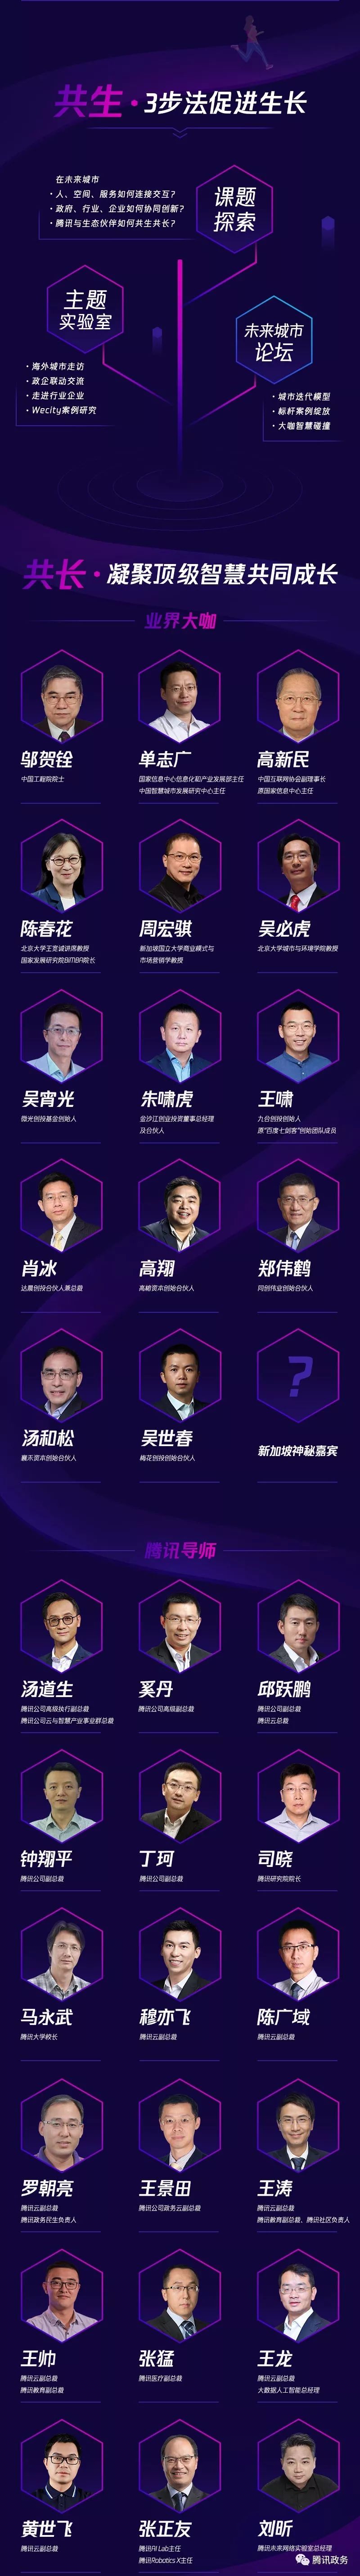 共生·3步法促进生长
在未来城市
·人、空间、服务如何连接交互?
·政府、行业、企业如何协同创新?
·腾讯与生态伙伴如何共生共长?
课题
探索
主题
实验室
·海外城市走访
·政企联动交流
·走进行业企业
·Wecity案例研究
未来城市
论坛
·城市迭代模型
·标杆案例绽放
·大咖智慧碰撞
共长·凝聚顶级智慧共同成长
业界大咖
邬贺铨
中国工程院院士
单志广
国家信息中心信息化和产业发展部主任
中国智慧城市发展研究中心主任
高新民
中国互联网协会副理事长
原国家信息中心主任
陈春花
北京大学王宽诚讲席教授
国家发展研究院BiMBA院长
周宏骐
新加坡国立大学商业模式与
市场营销学教授
吴必虎
北京大学城市与环境学院教授
吴宵光
微光创投基金创始人
朱啸虎
金沙江创业投资董事总经理
及合伙人
王啸
九合创投创始人
原"百度七剑客"创始团队成员
肖冰
达晨创投合伙人兼总裁
高翔
高榕资本创始合伙人
郑伟鹤
同创伟业创始合伙人
汤和松
襄禾资本创始合伙人
吴世春
梅花创投创始合伙人
?
新加坡神秘嘉宾
腾讯导师
汤道生
腾讯公司高级执行副总裁
腾讯公司云与智慧产业事业群总裁
奚丹
腾讯公司高级副总裁
邱跃鹏
腾讯公司副总裁
腾讯云总裁
钟翔平
腾讯公司副总裁
丁珂
腾讯公司副总裁
司晓
腾讯研究院院长
马永武
腾讯大学校长
穆亦飞
腾讯云副总裁
陈广域
腾讯云副总裁
罗朝亮
腾讯云副总裁
腾讯政务民生负责人
王景田
腾讯公司政务云副总裁
王涛
腾讯云副总裁
腾讯教育副总裁、腾讯社区负责人
王帅
腾讯云副总裁
腾讯教育副总裁
张猛
腾讯医疗副总裁
王龙
腾讯云副总裁
大数据人工智能总经理
黄世飞
腾讯云副总裁
张正友
腾讯AI Lab主任
腾讯Robotics X主任
刘昕
腾讯未来网络实验室总经理
腾讯政务